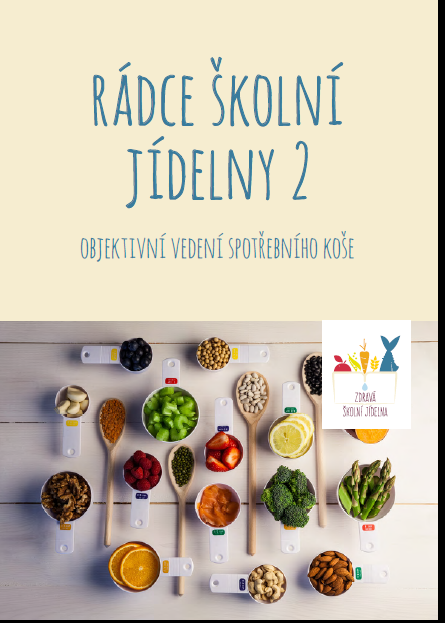 RÁDCE ŠKOLNÍ
JÍDELNY 2
OBJEKTIVNÍ VEDENÍ SPOTŘEBNÍHO KOŠE
ZDRAVÁ
ŠKOLNÍ JÍDELNA